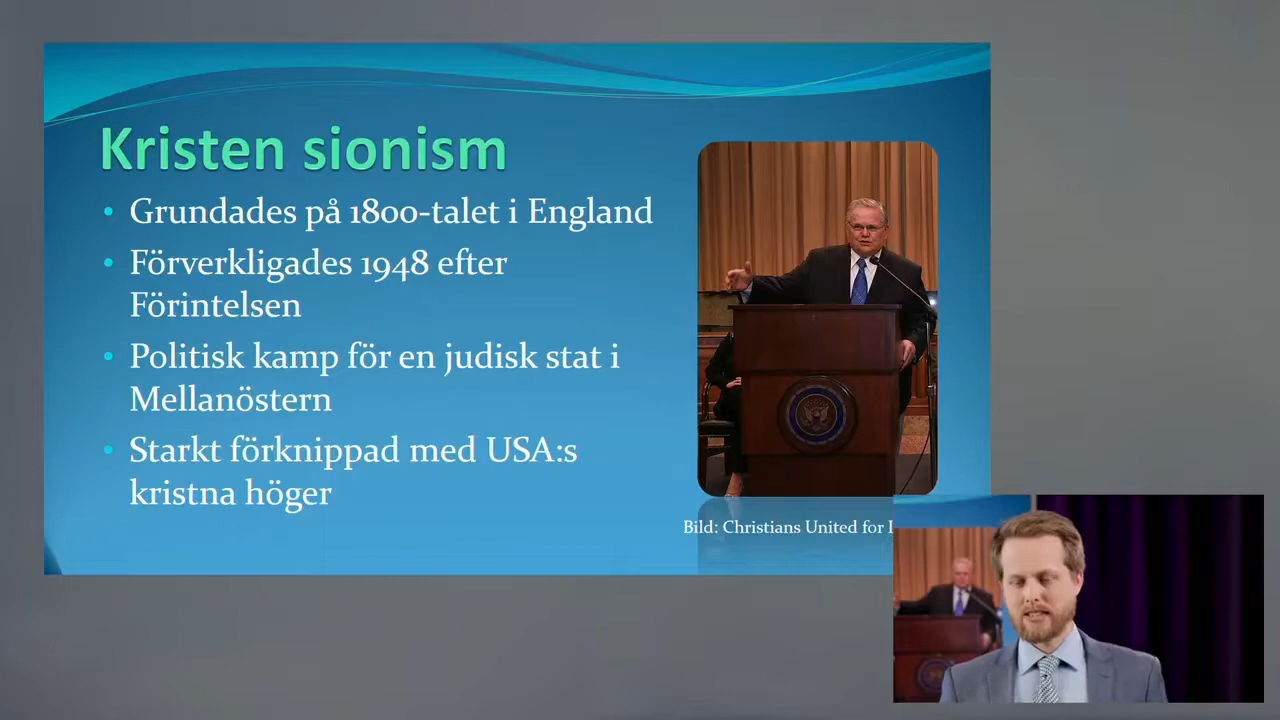 Kristen sionism
• Grundades på 1800-talet i England
• Förverkligades 1948 efter
Förintelsen
• Politisk kamp för en judisk stat i
Mellanöstern
• Starkt förknippad med USA:s
kristna höger
Bild: Christians United for